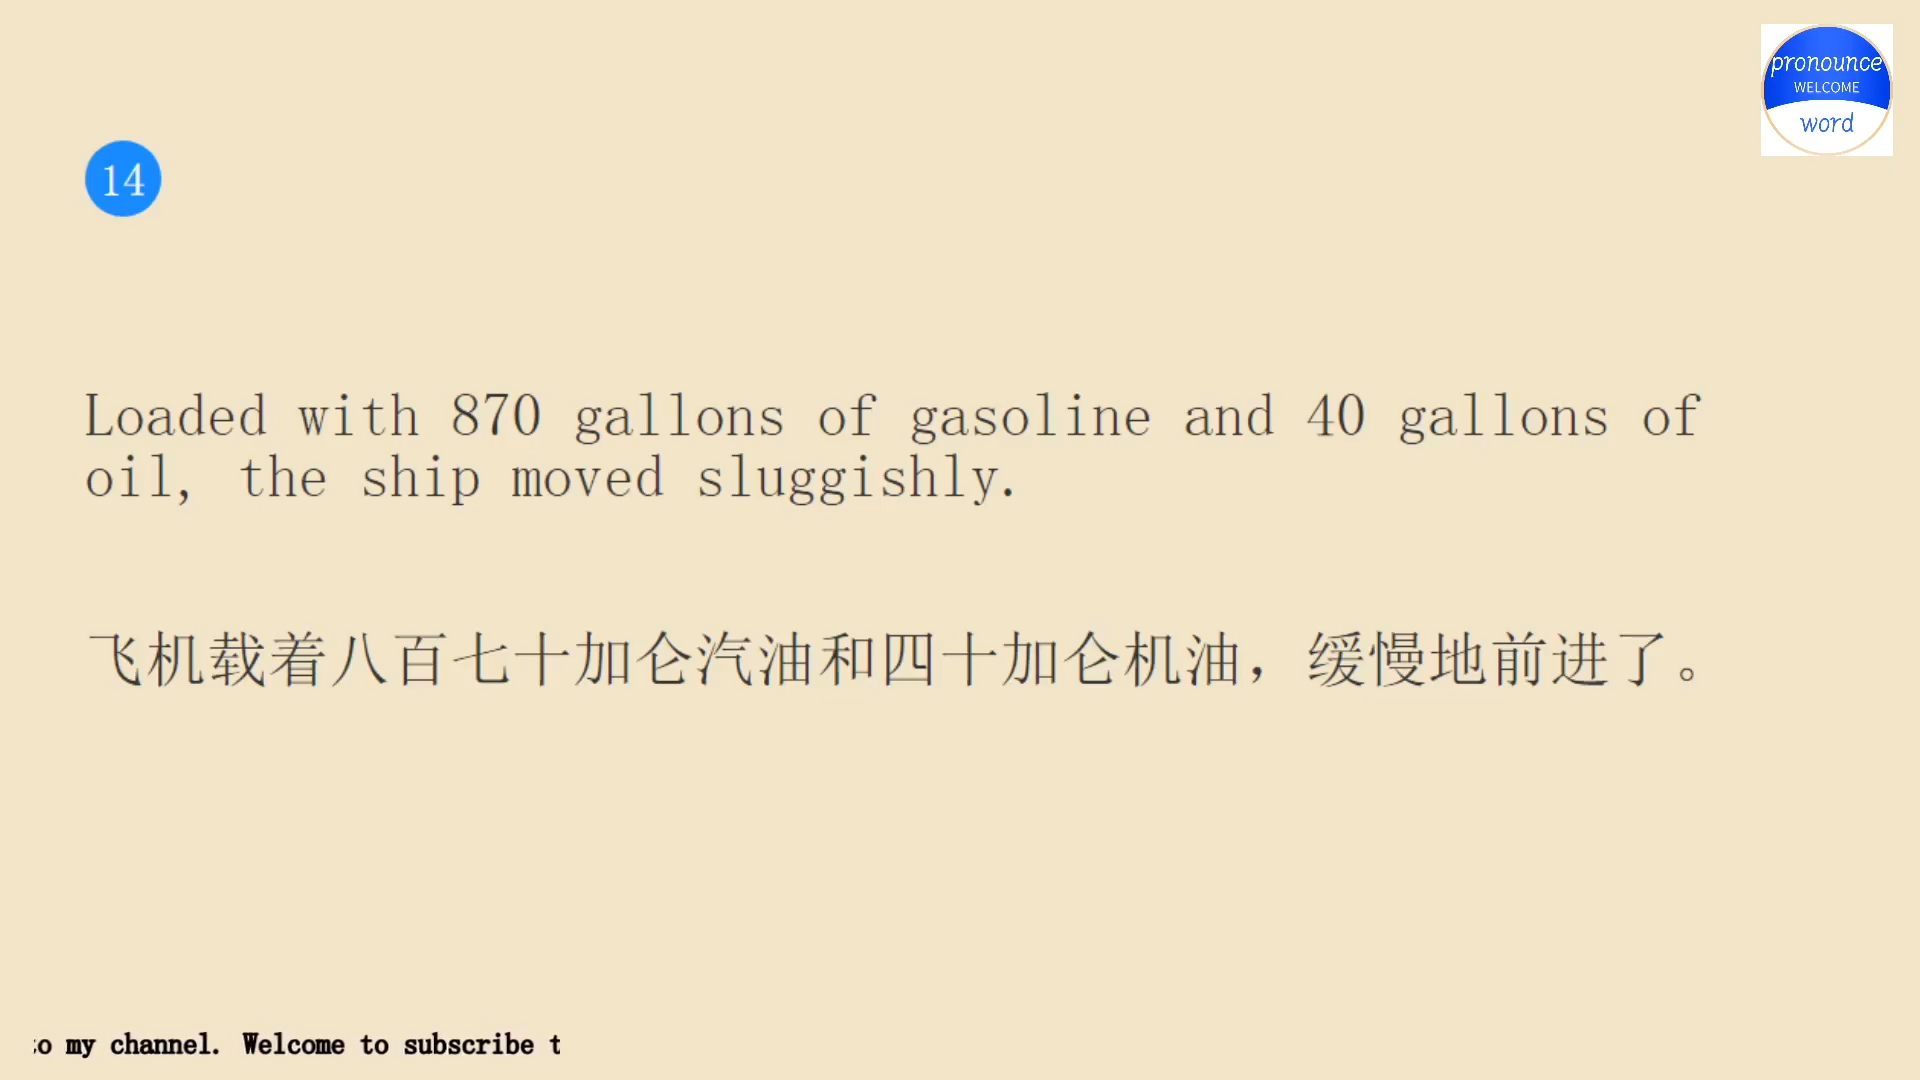 pronounce
WELCOME
word
14
Loaded with 870 gallons of gasoline and 40 gallons of
oil, the ship moved sluggishly.
飞机载着八百七十加仑汽油和四十加仑机油，缓慢地前进了。
to my channel. Welcome to subscribe t